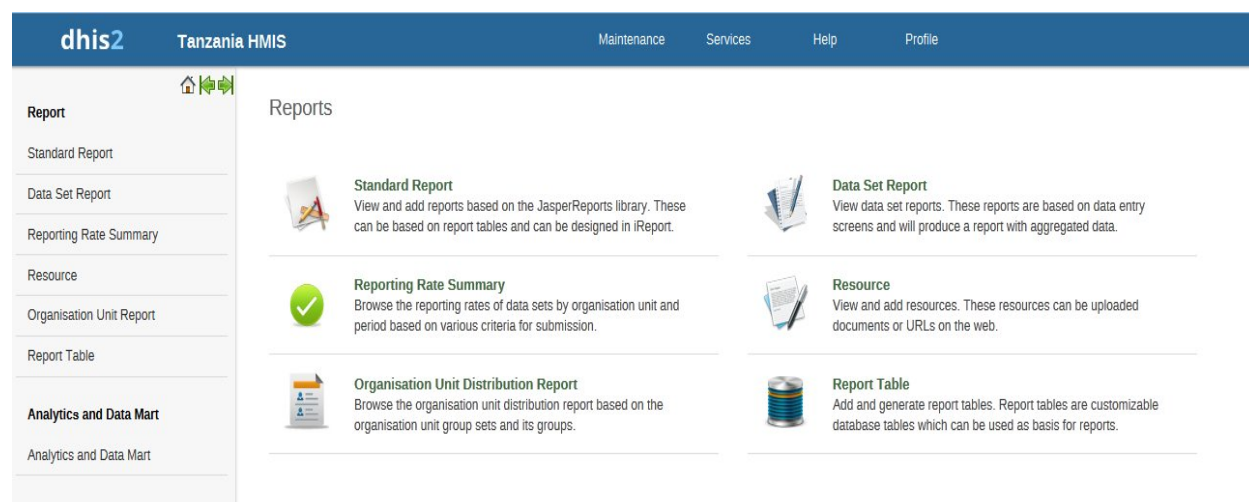 dhis2 Tanzania HMIS Maintenance Services Help Profile
Report
Standard Report
Data Set Report
Reporting Rate Summary
Resource
Organisation Unit Report
Report Table
Analytics and Data Mart
Analytics and Data Mart
Reports
Standard Report
View and add reports based on the JasperReports library. These
can be based on report tables and can be designed in iReport.
Data Set Report
View data set reports. These reports are based on data entry
screens and will produce a report with aggregated data.
Reporting Rate Summary
Browse the reporting rates of data sets by organisation unit and
period based on various criteria for submission.
Resource
View and add resources. These resources can be uploaded
documents or URLs on the web.
Organisation Unit Distribution Report
Browse the organisation unit distribution report based on the
organisation unit group sets and its groups.
Report Table
Add and generate report tables. Report tables are customizable
database tables which can be used as basis for reports.